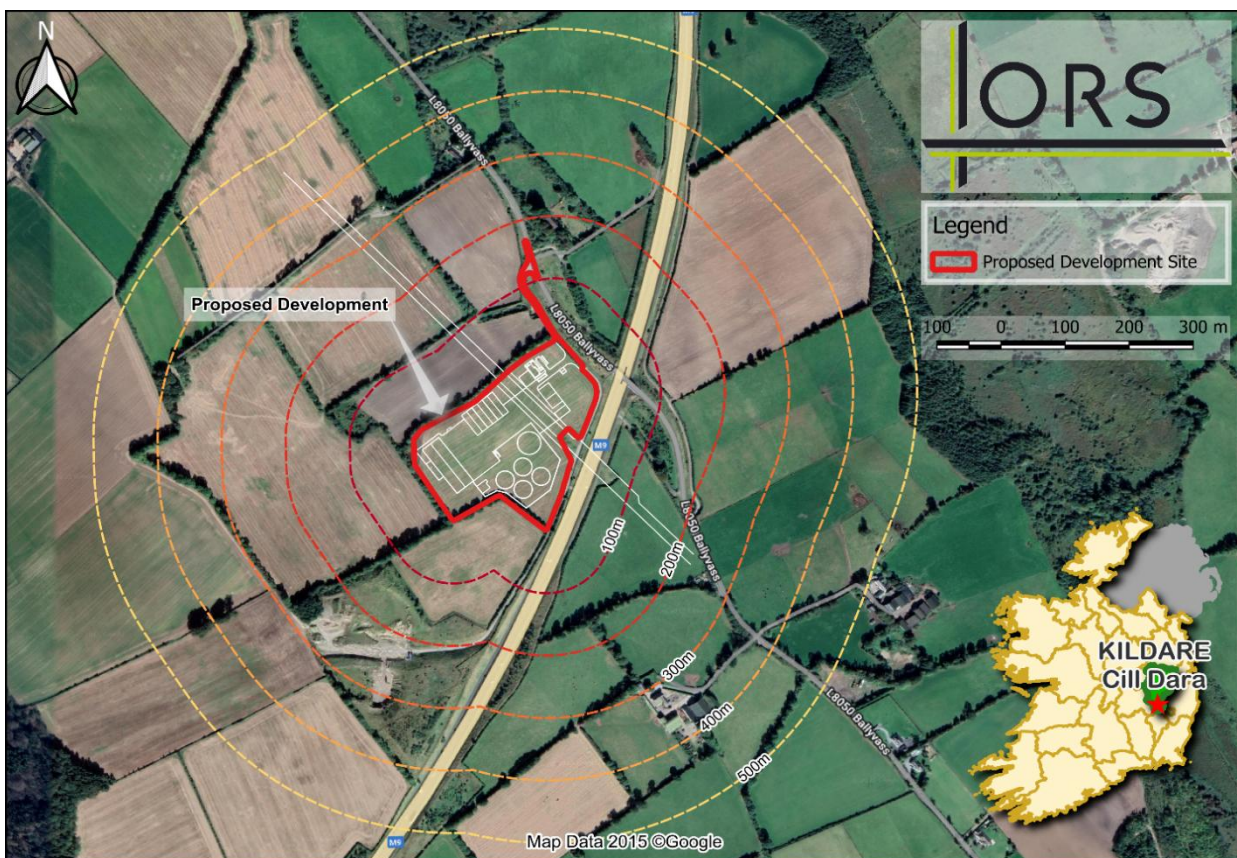 N
ORS
Legend
Proposed Development Site
100 0 100 200 300 m
L8050 Ballyvass
Proposed Development
L8050 Ballyvass
M9
L8050 Ballyvass
100m
200m
300m
400m
500m
L8050 Ballyvass
KILDARE
Cill Dara
M9
Map Data 2015 ©Google